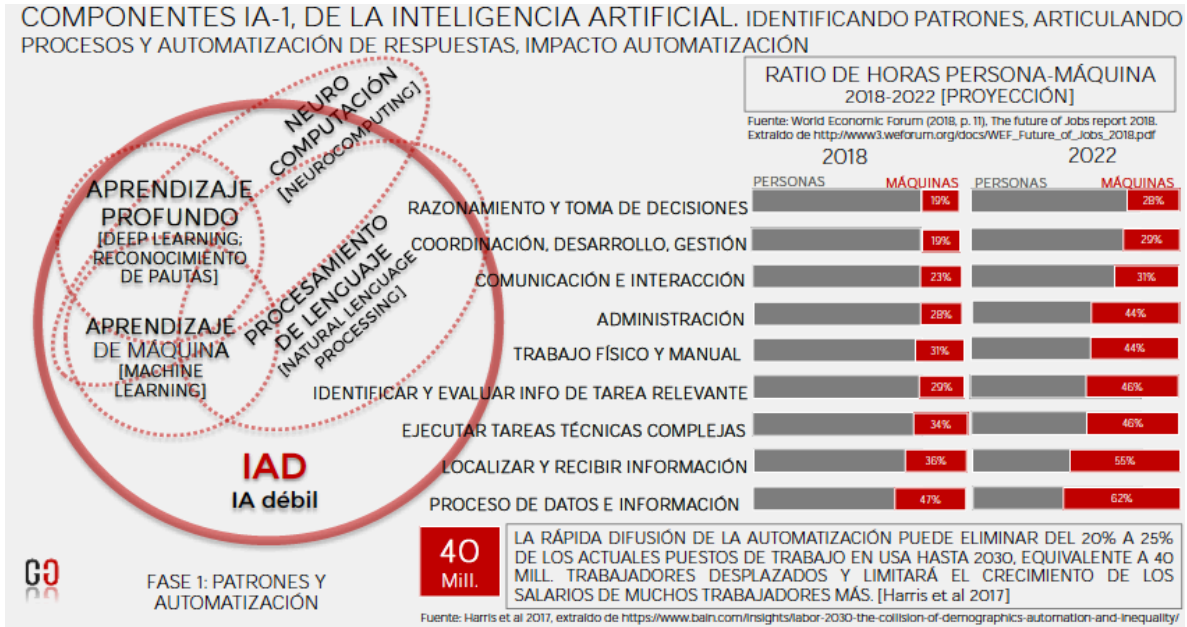 COMPONENTES IA-1, DE LA INTELIGENCIA ARTIFICIAL. IDENTIFICANDO PATRONES, ARTICULANDO
PROCESOS Y AUTOMATIZACIÓN DE RESPUESTAS, IMPACTO AUTOMATIZACIÓN
NEURO
COMPUTACIÓN
[NEUROCOMPUTING]
APRENDIZAJE
PROFUNDO
[DEEP LEARNING;
RECONOCIMIENTO
DE PAUTAS]
PROCESAMIENTO
DE LENGUAJE
[NATURAL LENGUAGE
PROCESSING]
APRENDIZAJE
DE MÁQUINA
[MACHINE
LEARNING]
IAD
IA débil
FASE 1: PATRONES Y
AUTOMATIZACIÓN
GO
RATIO DE HORAS PERSONA-MÁQUINA
2018-2022 [PROYECCIÓN]
Fuente: World Economic Forum (2018, p. 11), The future of Jobs report 2018.
Extraído de http://www3.weforum.org/docs/WEF_Future_of_Jobs_2018.pdf
2018 2022
PERSONAS MÁQUINAS PERSONAS MÁQUINAS
RAZONAMIENTO Y TOMA DE DECISIONES 19% 28%
COORDINACIÓN, DESARROLLO, GESTIÓN 19% 29%
COMUNICACIÓN E INTERACCIÓN 23% 31%
ADMINISTRACIÓN 28% 44%
TRABAJO FÍSICO Y MANUAL 31% 44%
IDENTIFICAR Y EVALUAR INFO DE TAREA RELEVANTE 29% 46%
EJECUTAR TAREAS TÉCNICAS COMPLEJAS 34% 46%
LOCALIZAR Y RECIBIR INFORMACIÓN 36% 55%
PROCESO DE DATOS E INFORMACIÓN 47% 62%
40
Mill.
LA RÁPIDA DIFUSIÓN DE LA AUTOMATIZACIÓN PUEDE ELIMINAR DEL 20% A 25%
DE LOS ACTUALES PUESTOS DE TRABAJO EN USA HASTA 2030, EQUIVALENTE A 40
MILL. TRABAJADORES DESPLAZADOS Y LIMITARÁ EL CRECIMIENTO DE LOS
SALARIOS DE MUCHOS TRABAJADORES MÁS. [Harris et al 2017]
Fuente: Harris et al 2017, extraído de https://www.bain.com/insights/labor-2030-the-collision-of-demographics-automation-and-inequality/